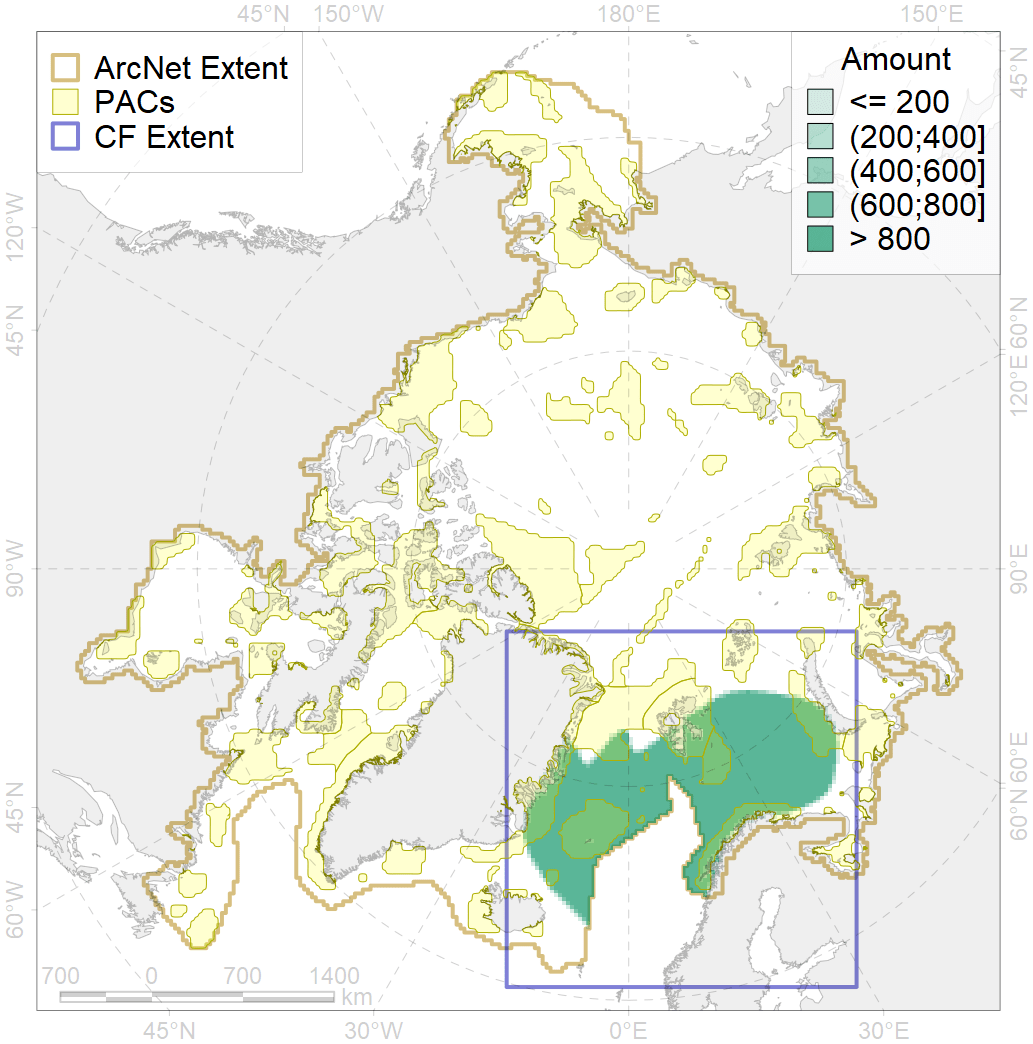 45°N 150°W 180°E 150°E
ArcNet Extent
PACs
CF Extent
Amount
<= 200
(200;400]
(400;600]
(600;800]
> 800
45°N
120°W
60°N
45°N
120°E
90°W
90°E
60°E
45°N
60°N
60°W
700 0 700 1400
km
45°N 30°W 0°E 30°E